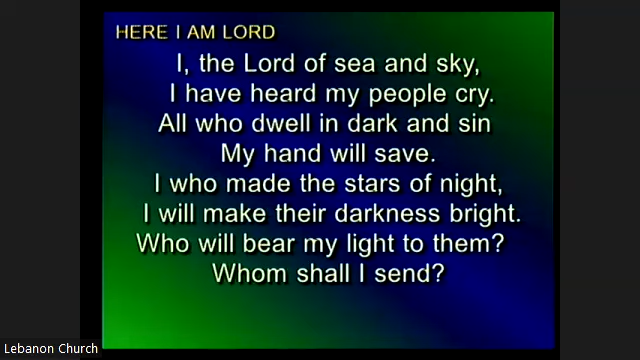 HERE I AM LORD
I, the Lord of sea and sky,
I have heard my people cry.
All who dwell in dark and sin
My hand will save.
I who made the stars of night,
I will make their darkness bright.
Who will bear my light to them?
Whom shall I send?
Lebanon Church